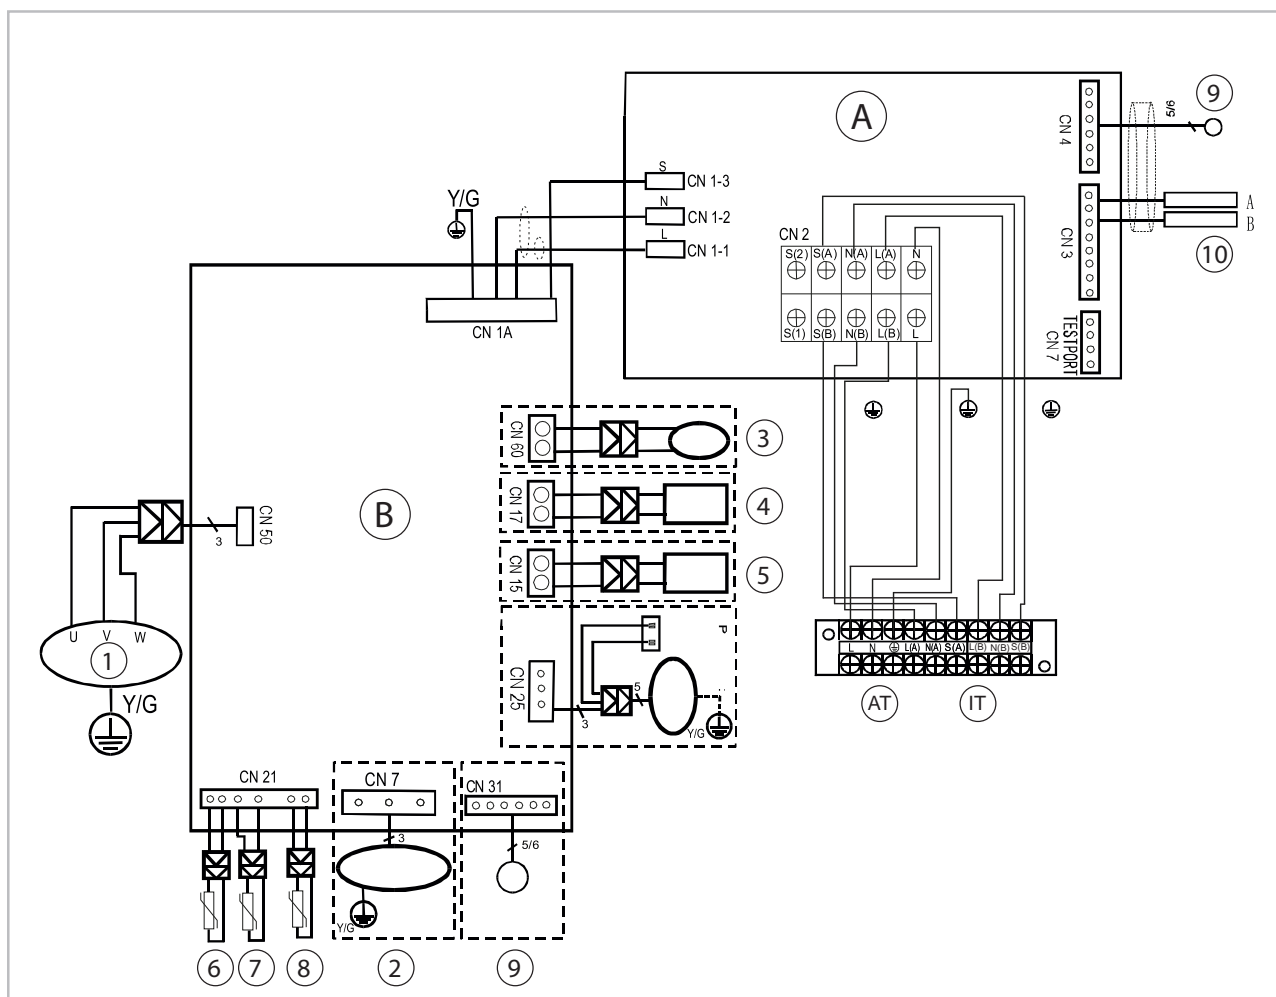 A
9
CN 4
5/6
S
CN 1-3
N
CN 1-2
L
CN 1-1
Y/G
A
B
CN 3
10
CN 2
S(2) S(A) N(A) L(A) N
S(1) S(B) N(B) L(B) L
TESTPORT
CN 7
CN 1A
CN 60
3
CN 17
4
B
CN 50
3
CN 15
5
U V W
1
Y/G
P
CN 25
5
3
Y/G
L N L(A) N(A) S(A) L(B) N(B) S(B)
AT IT
CN 21
CN 7
CN 31
3
5/6
Y/G
6 7 8 2 9